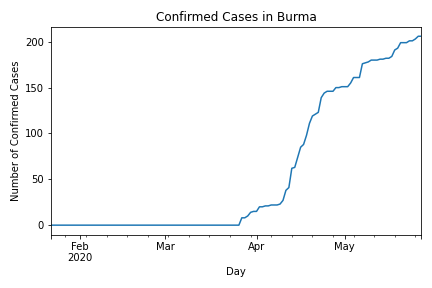 Confirmed Cases in Burma
Number of Confirmed Cases
200
150
100
50
0
Feb
2020
Mar
Apr
May
Day